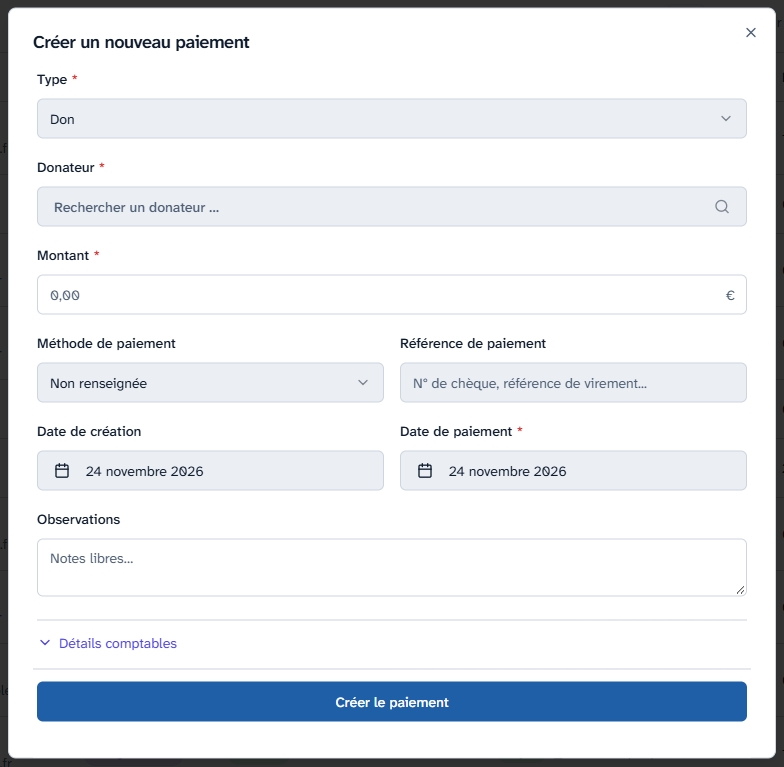 Créer un nouveau paiement
Type *
Don
Donateur *
Rechercher un donateur ...
Montant *
0,00 €
Méthode de paiement
Référence de paiement
Non renseignée
N° de chèque, référence de virement...
Date de création
Date de paiement *
24 novembre 2026
24 novembre 2026
Observations
Notes libres...
Détails comptables
Créer le paiement